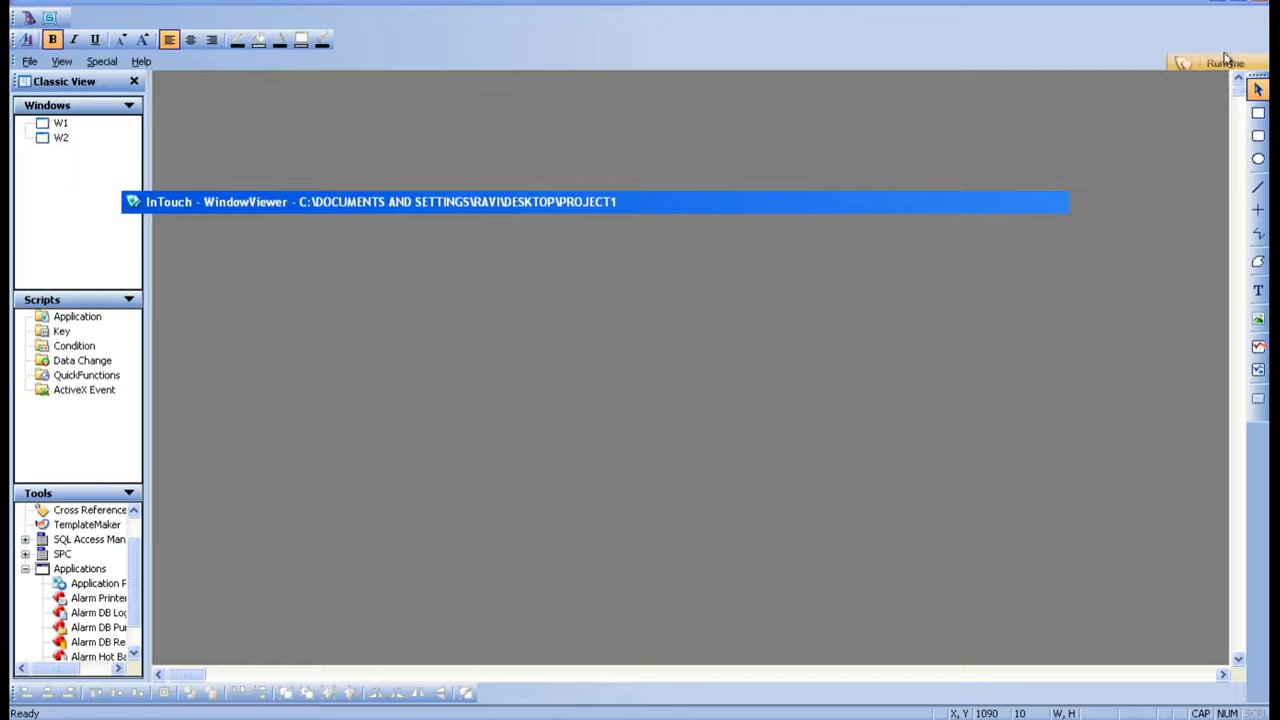 B I U
File View Special Help
Runtime
Classic View
Windows
W1
W2
InTouch - WindowViewer - C:\DOCUMENTS AND SETTINGS\RAVI\DESKTOP\PROJECT1
Scripts
Application
Key
Condition
Data Change
QuickFunctions
ActiveX Event
Tools
Cross Reference
TemplateMaker
SQL Access Man
SPC
Applications
Application P
Alarm Printer
Alarm DB Log
Alarm DB Pu
Alarm DB Re
Alarm Hot Ba
T
Ready
X, Y 1090 10 W, H CAP NUM SCRL